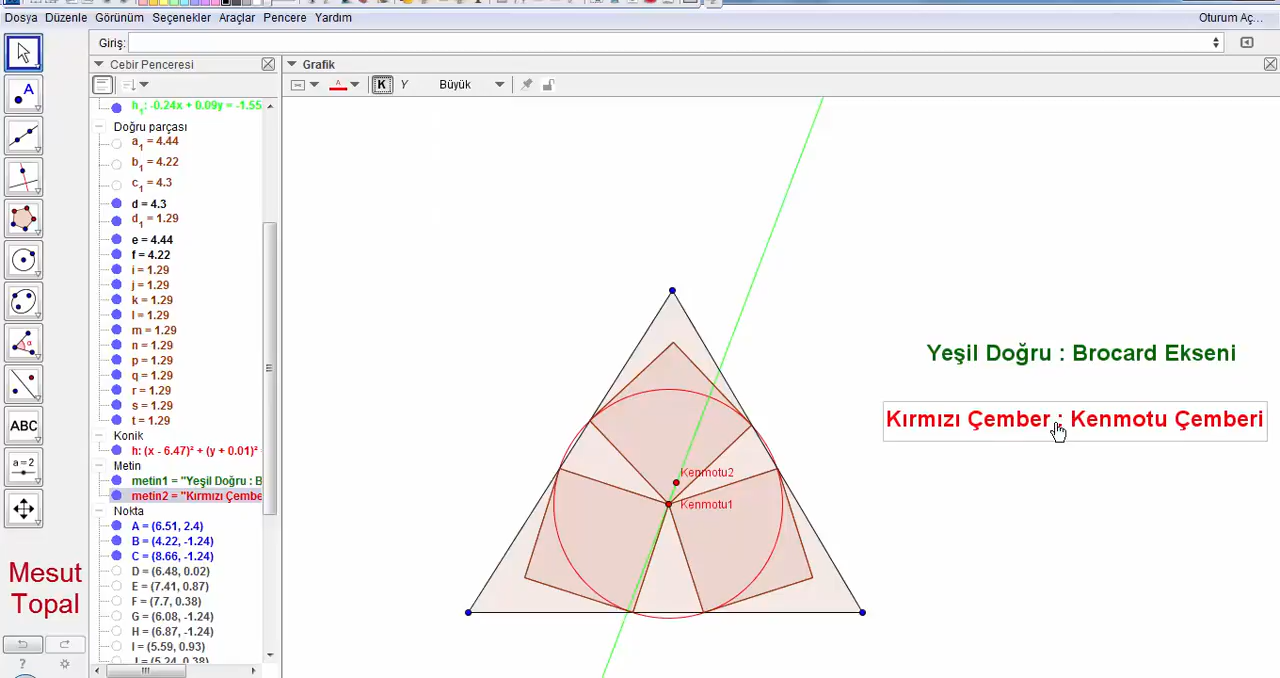 Dosya Düzenle Görünüm Seçenekler Araçlar Pencere Yardım
Oturum Aç...
Giriş:
Cebir Penceresi
Grafik
K Y Büyük
h1: -0.24x + 0.09y = -1.55
Doğru parçası
a1 = 4.44
b1 = 4.22
c1 = 4.3
d = 4.3
d1 = 1.29
e = 4.44
f = 4.22
i = 1.29
j = 1.29
k = 1.29
l = 1.29
m = 1.29
n = 1.29
p = 1.29
q = 1.29
r = 1.29
s = 1.29
t = 1.29
Konik
h: (x - 6.47)² + (y + 0.01)²
Metin
metin1 = "Yeşil Doğru : B
metin2 = "Kırmızı Çembe
Nokta
A = (6.51, 2.4)
B = (4.22, -1.24)
C = (8.66, -1.24)
D = (6.48, 0.02)
E = (7.41, 0.87)
F = (7.7, 0.38)
G = (6.08, -1.24)
H = (6.87, -1.24)
I = (5.59, 0.93)
J = (5.24, 0.38)
A
α
ABC
a=2
Mesut
Topal
?
Kenmotu2
Kenmotu1
Yeşil Doğru : Brocard Ekseni
Kırmızı Çember : Kenmotu Çemberi